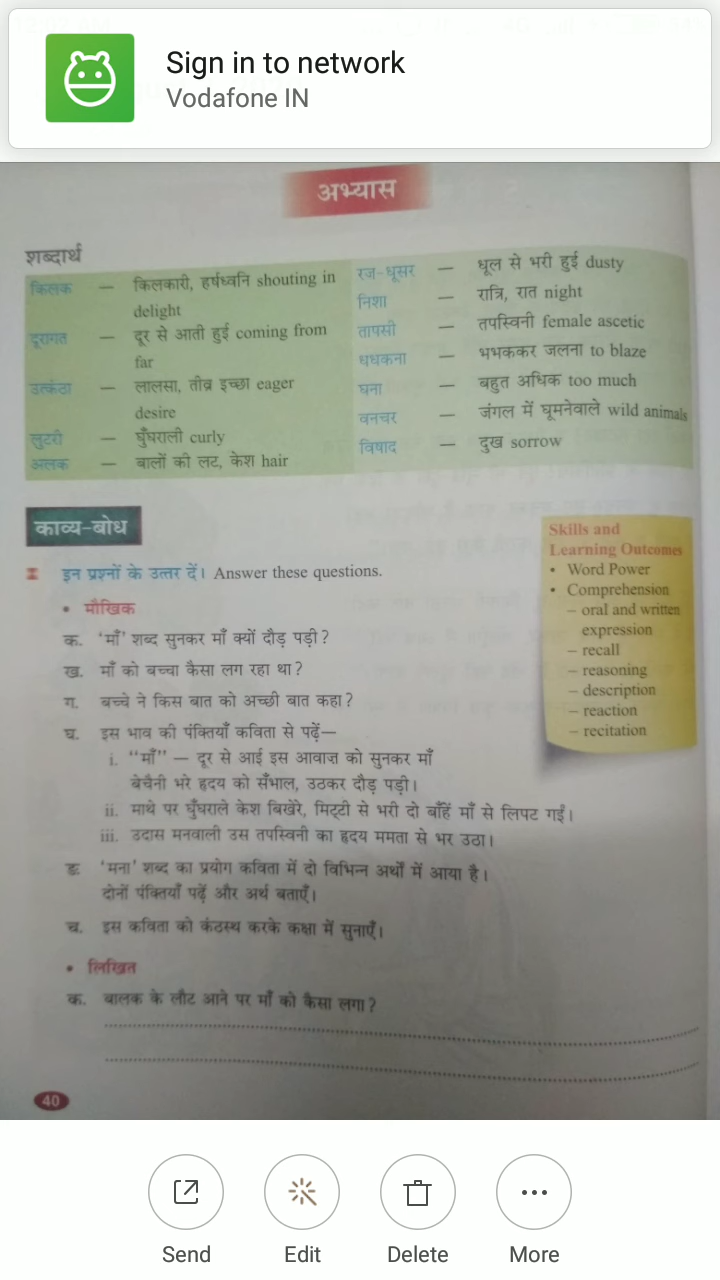 Sign in to network
Vodafone IN
अभ्यास
शब्दार्थ
किलक — किलकारी, हर्षध्वनि shouting in
delight
दूरागत — दूर से आती हुई coming from
far
उत्कंठा — लालसा, तीव्र इच्छा eager
desire
लुटरी — घुँघराली curly
अलक — बालों की लट, केश hair
रज-धूसर — धूल से भरी हुई dusty
निशा — रात्रि, रात night
तापसी — तपस्विनी female ascetic
धधकना — भभककर जलना to blaze
घना — बहुत अधिक too much
वनचर — जंगल में घूमनेवाले wild animals
विषाद — दुख sorrow
काव्य-बोध
इन प्रश्नों के उत्तर दें। Answer these questions.
• मौखिक
क. 'माँ' शब्द सुनकर माँ क्यों दौड़ पड़ी?
ख. माँ को बच्चा कैसा लग रहा था?
ग. बच्चे ने किस बात को अच्छी बात कहा?
घ. इस भाव की पंक्तियाँ कविता से पढ़ें—
i. "माँ" — दूर से आई इस आवाज़ को सुनकर माँ
बेचैनी भरे हृदय को सँभाल, उठकर दौड़ पड़ी।
ii. माथे पर घुँघराले केश बिखेरे, मिट्टी से भरी दो बाँहें माँ से लिपट गईं।
iii. उदास मनवाली उस तपस्विनी का हृदय ममता से भर उठा।
ङ 'मना' शब्द का प्रयोग कविता में दो विभिन्न अर्थों में आया है।
दोनों पंक्तियाँ पढ़ें और अर्थ बताएँ।
च. इस कविता को कंठस्थ करके कक्षा में सुनाएँ।
• लिखित
क. बालक के लौट आने पर माँ को कैसा लगा?
Skills and
Learning Outcomes
• Word Power
• Comprehension
– oral and written
expression
– recall
– reasoning
– description
– reaction
– recitation
40
Send Edit Delete More